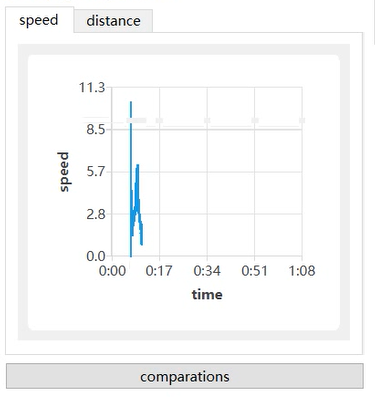 speed distance
11.3
8.5
5.7
2.8
0.0
speed
0:00 0:17 0:34 0:51 1:08
time
comparations